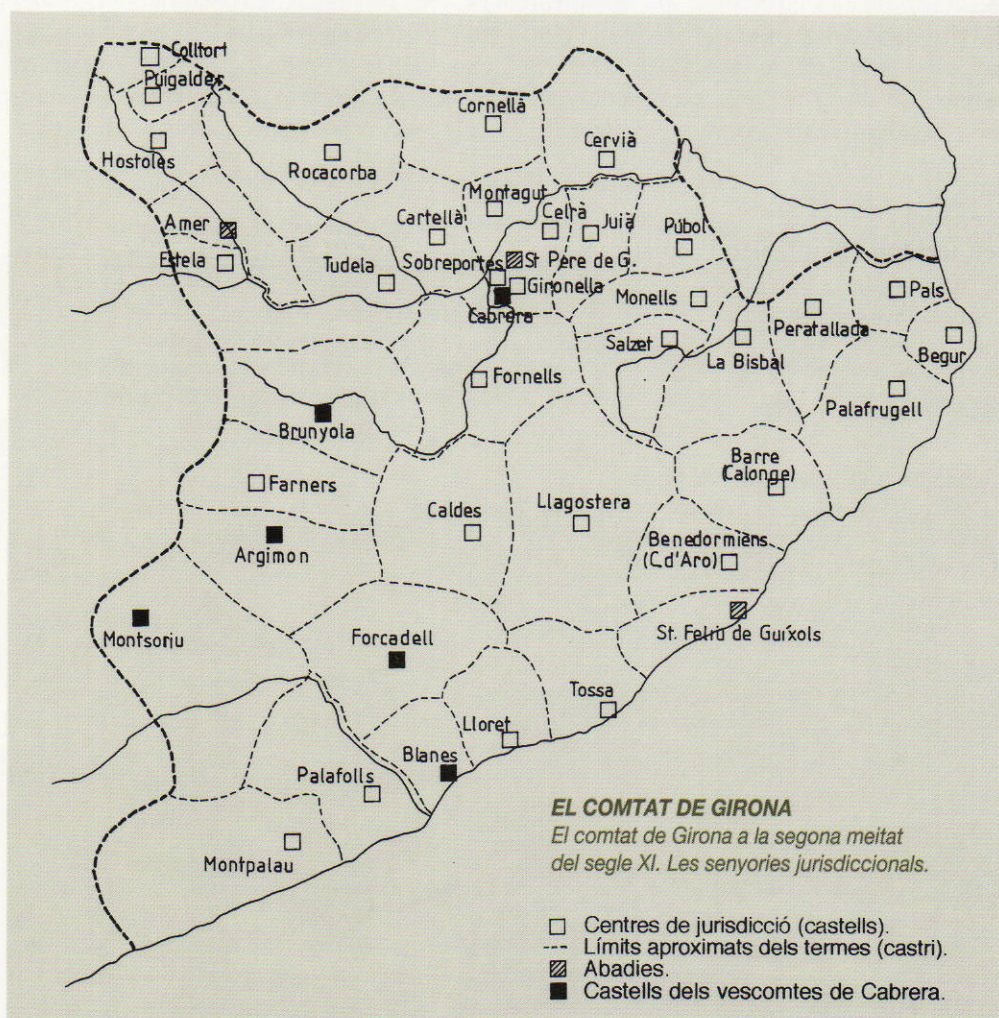 Colltort
Puigalder
Cornellà
Cervià
Hostoles
Rocacorba
Montagut
Celrà
Juià
Cartellà
Púbol
Amer
Estela
Tudela
Sobreportes
St Pere de G.
Gironella
Cabrera
Monells
Pals
Peratallada
Begur
Salzet
La Bisbal
Fornells
Palafrugell
Brunyola
Barre
(Calonge)
Farners
Caldes
Llagostera
Argimon
Benedormiens
(C.d'Aro)
Montsoriu
St. Feliu de Guíxols
Forcadell
Tossa
Lloret
Blanes
Palafolls
Montpalau
EL COMTAT DE GIRONA
El comtat de Girona a la segona meitat
del segle XI. Les senyories jurisdiccionals.
Centres de jurisdicció (castells).
Límits aproximats dels termes (castri).
Abadies.
Castells dels vescomtes de Cabrera.